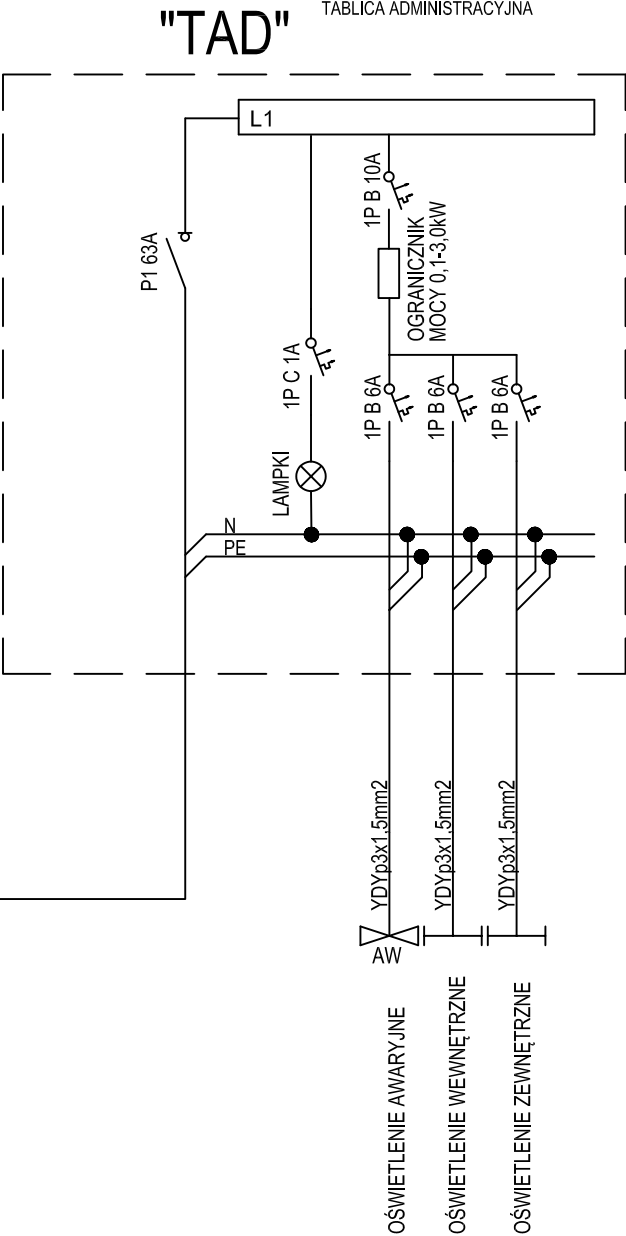 "TAD"
TABLICA ADMINISTRACYJNA
L1
P1 63A
1P C 1A
LAMPKI
1P B 10A
OGRANICZNIK
MOCY 0,1-3,0kW
1P B 6A
1P B 6A
1P B 6A
N
PE
YDYp3x1.5mm2
YDYp3x1.5mm2
YDYp3x1.5mm2
AW
OŚWIETLENIE AWARYJNE
OŚWIETLENIE WEWNĘTRZNE
OŚWIETLENIE ZEWNĘTRZNE